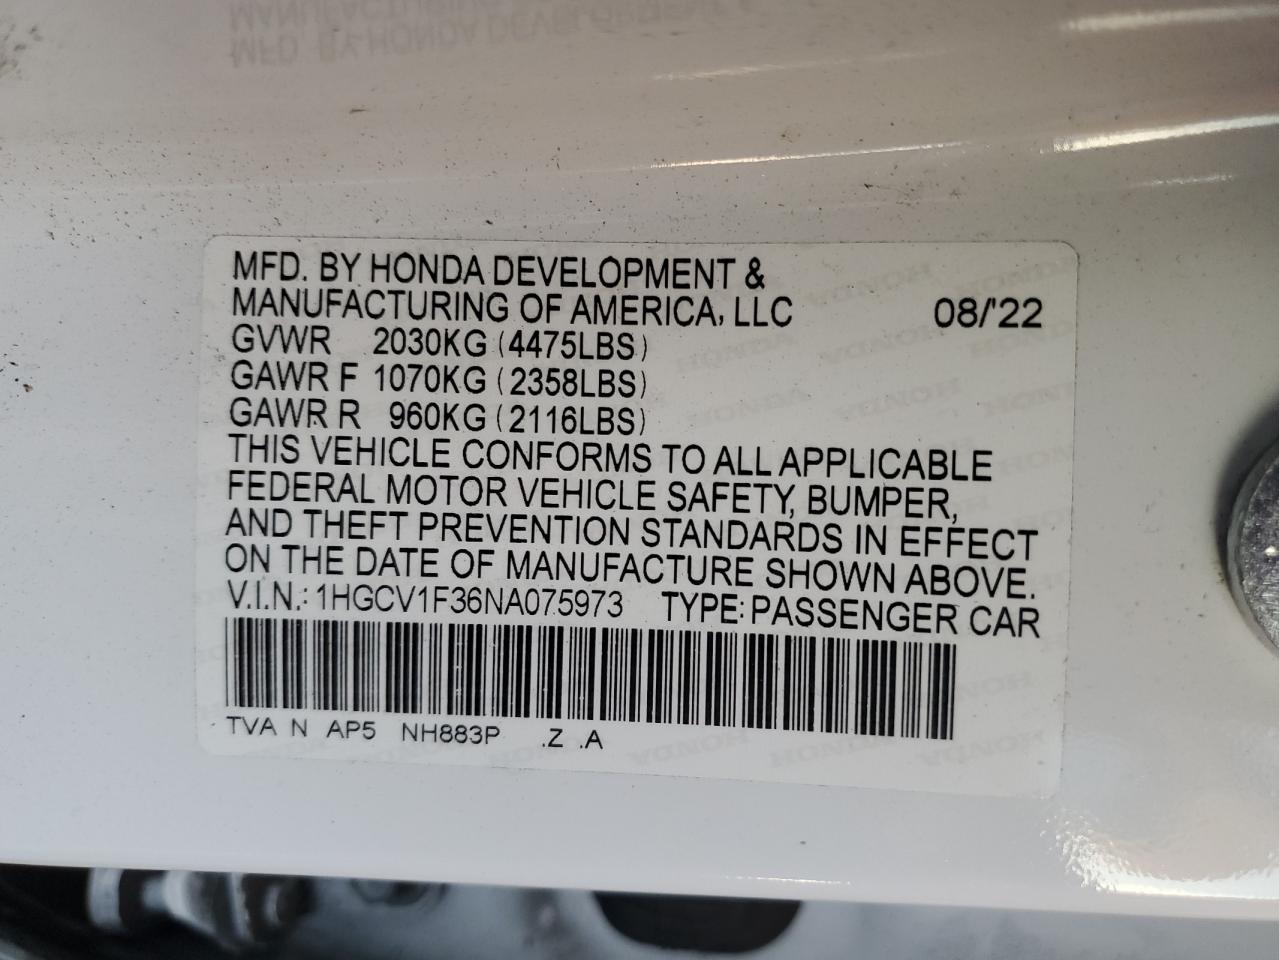 MFD. BY HONDA DEVELOPMENT &
MANUFACTURING OF AMERICA, LLC 08/'22
GVWR 2030KG (4475LBS)
GAWR F 1070KG (2358LBS)
GAWR R 960KG (2116LBS)
THIS VEHICLE CONFORMS TO ALL APPLICABLE
FEDERAL MOTOR VEHICLE SAFETY, BUMPER,
AND THEFT PREVENTION STANDARDS IN EFFECT
ON THE DATE OF MANUFACTURE SHOWN ABOVE.
V.I.N.: 1HGCV1F36NA075973 TYPE: PASSENGER CAR
TVA N AP5 NH883P .Z .A